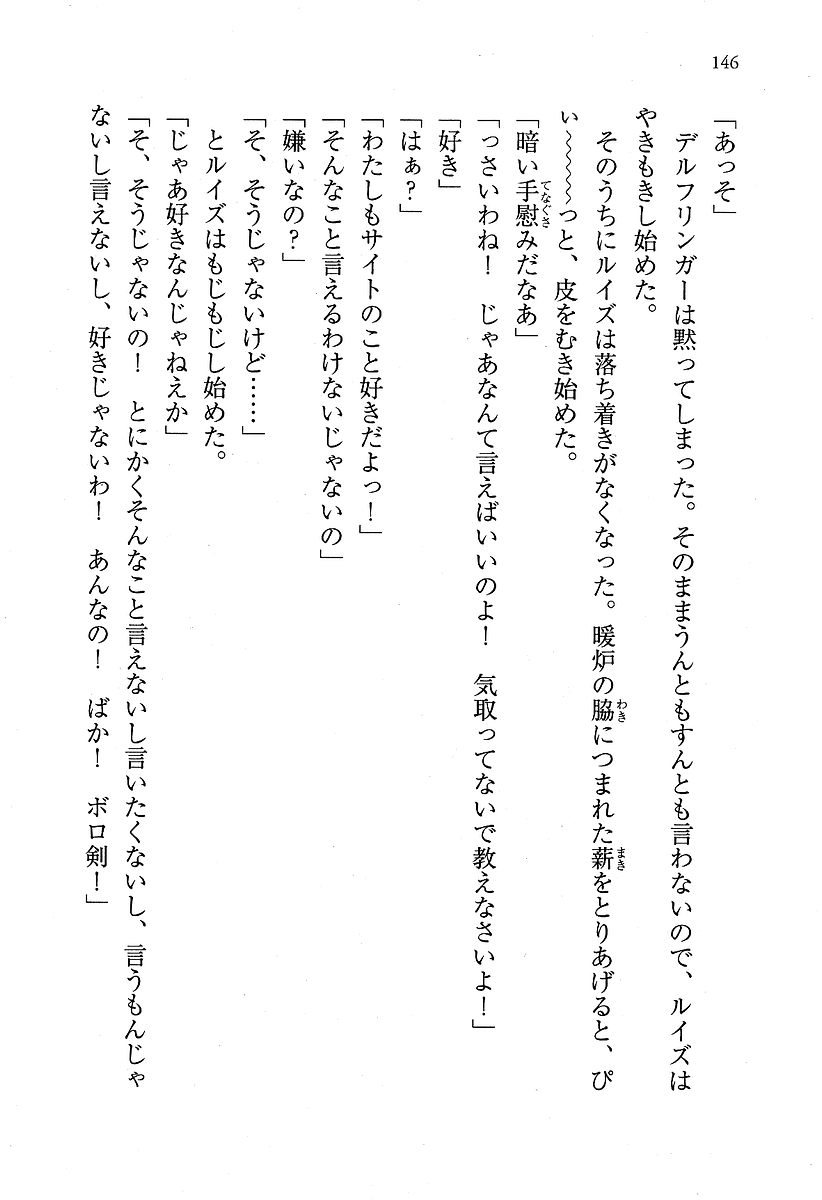 146
「あっそ」
　デルフリンガーは黙ってしまった。そのままうんともすんとも言わないので、ルイズは
やきもきし始めた。
　そのうちにルイズは落ち着きがなくなった。暖炉の脇わきにつまれた薪まきをとりあげると、ぴ
ぃ～～～～～っと、皮をむき始めた。
「暗い手慰てなぐさみだなあ」
「っさいわね！　じゃあなんて言えばいいのよ！　気取ってないで教えなさいよ！」
「好き」
「はぁ？」
「わたしもサイトのこと好きだよっ！」
「そんなこと言えるわけないじゃないの」
「嫌いなの？」
「そ、そうじゃないけど……」
　とルイズはもじもじし始めた。
「じゃあ好きなんじゃねえか」
「そ、そうじゃないの！　とにかくそんなこと言えないし言いたくないし、言うもんじゃ
ないし言えないし、好きじゃないわ！　あんなの！　ばか！　ボロ剣！」